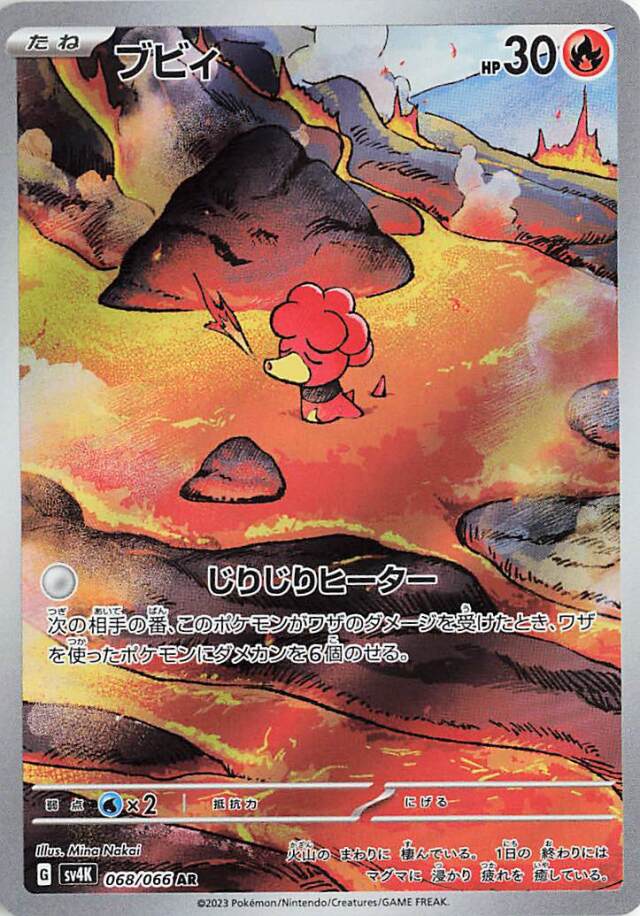 たね ブビィ HP30
じりじりヒーター
次の相手の番、このポケモンがワザのダメージを受けたとき、ワザ
を使ったポケモンにダメカンを6個のせる。
弱点 ×2 抵抗力 にげる
Illus. Mina Nakai
火山の まわりに 棲んでいる。 1日の 終わりには
マグマに 浸かり 疲れを 癒している。
G sv4K 068/066 AR
©2023 Pokémon/Nintendo/Creatures/GAME FREAK.